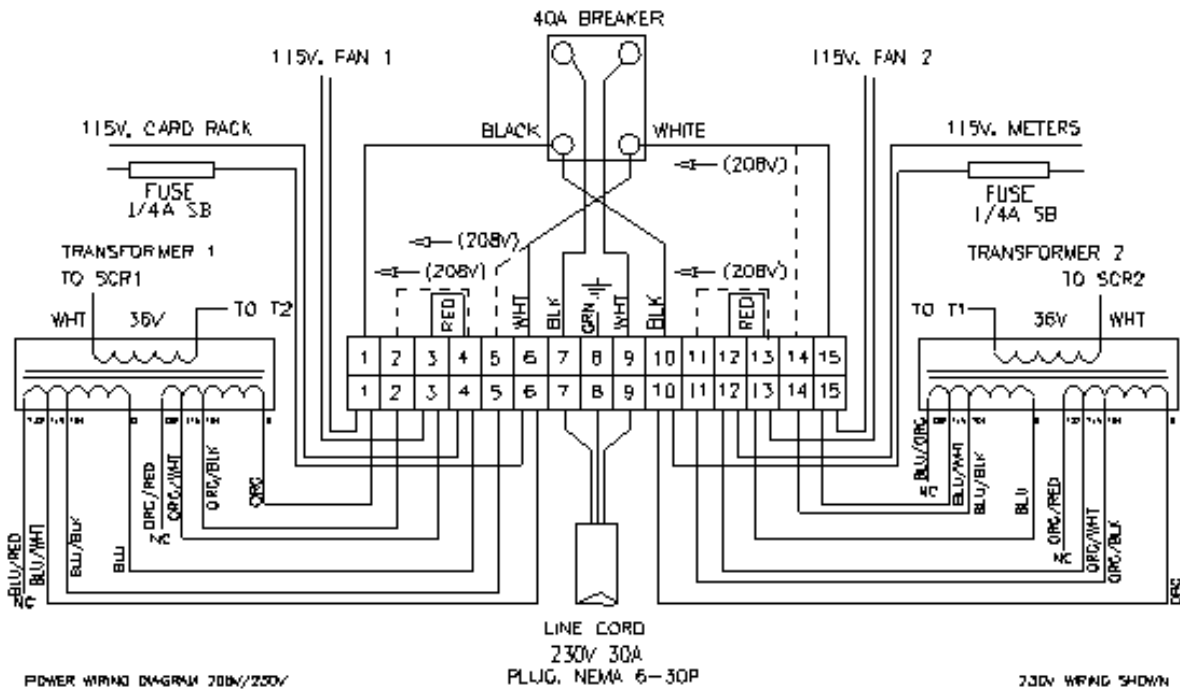 40A BREAKER
115V. FAN 1
115V. FAN 2
115V. CARD RACK
BLACK
WHITE
115V. METERS
(208V)
FUSE
1/4A SB
FUSE
1/4A SB
(208V)
(208V)
(208V)
TRANSFORMER 1
TO SCR1
WHT
36V
TO T2
TRANSFORMER 2
TO SCR2
TO T1
36V
WHT
RED
WHT
BLK
GRN
WHT
BLK
RED
1 2 3 4 5 6 7 8 9 10 11 12 13 14 15
1 2 3 4 5 6 7 8 9 10 11 12 13 14 15
BLU/RED
NC
BLU/WHT
BLU/BLK
BLU
ORG/RED
NC
ORG/WHT
ORG/BLK
ORG
BLU/ORG
NC
BLU/WHT
BLU/BLK
BLU
ORG/RED
NC
ORG/WHT
ORG/BLK
ORG
LINE CORD
230V 30A
PLUG. NEMA 6-30P
POWER WIRING DIAGRAM 208V/230V
230V WIRING SHOWN